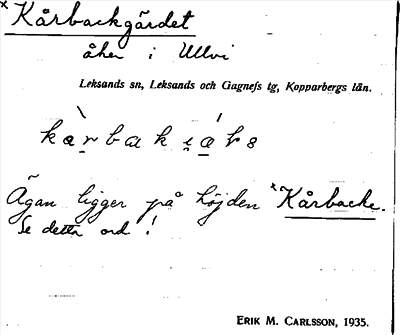 × Kårbackgärdet
åker i Ullvi
Leksands sn, Leksands och Gagnefs tg, Kopparbergs län.
Ägan ligger på höjden ×Kårbacke.
Se detta ord!
ERIK M. CARLSSON, 1935.